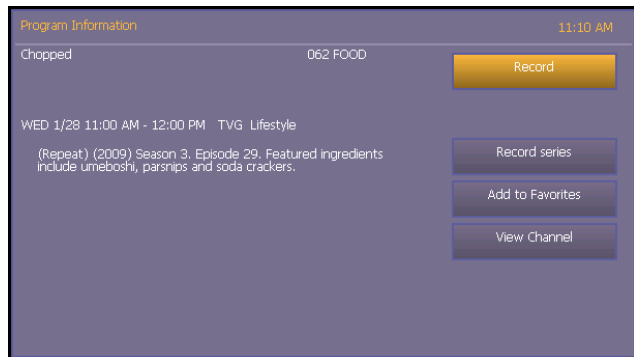 Program Information 11:10 AM
Chopped 062 FOOD
Record
WED 1/28 11:00 AM - 12:00 PM TVG Lifestyle
(Repeat) (2009) Season 3. Episode 29. Featured ingredients
include umeboshi, parsnips and soda crackers.
Record series
Add to Favorites
View Channel